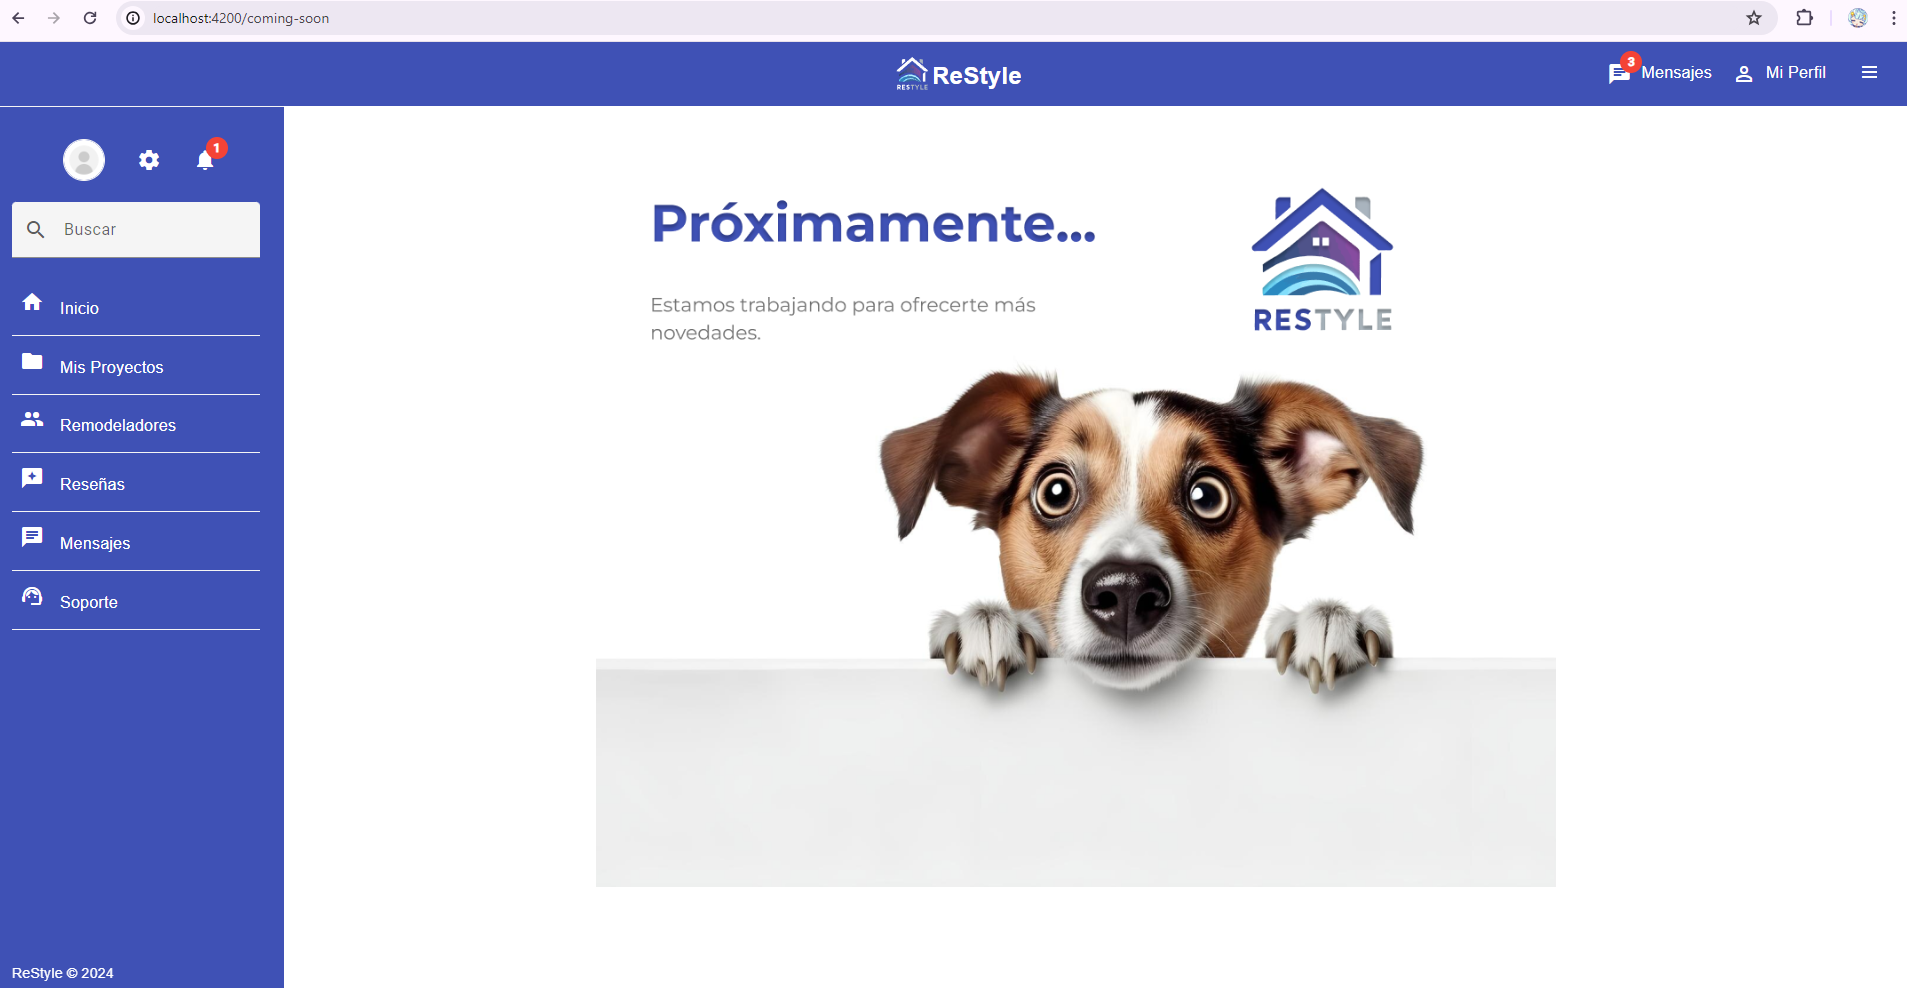 localhost:4200/coming-soon
RESTYLE
ReStyle
3
Mensajes
Mi Perfil
1
Buscar
Inicio
Mis Proyectos
Remodeladores
Reseñas
Mensajes
Soporte
ReStyle © 2024
Próximamente...
Estamos trabajando para ofrecerte más
novedades.
RESTYLE